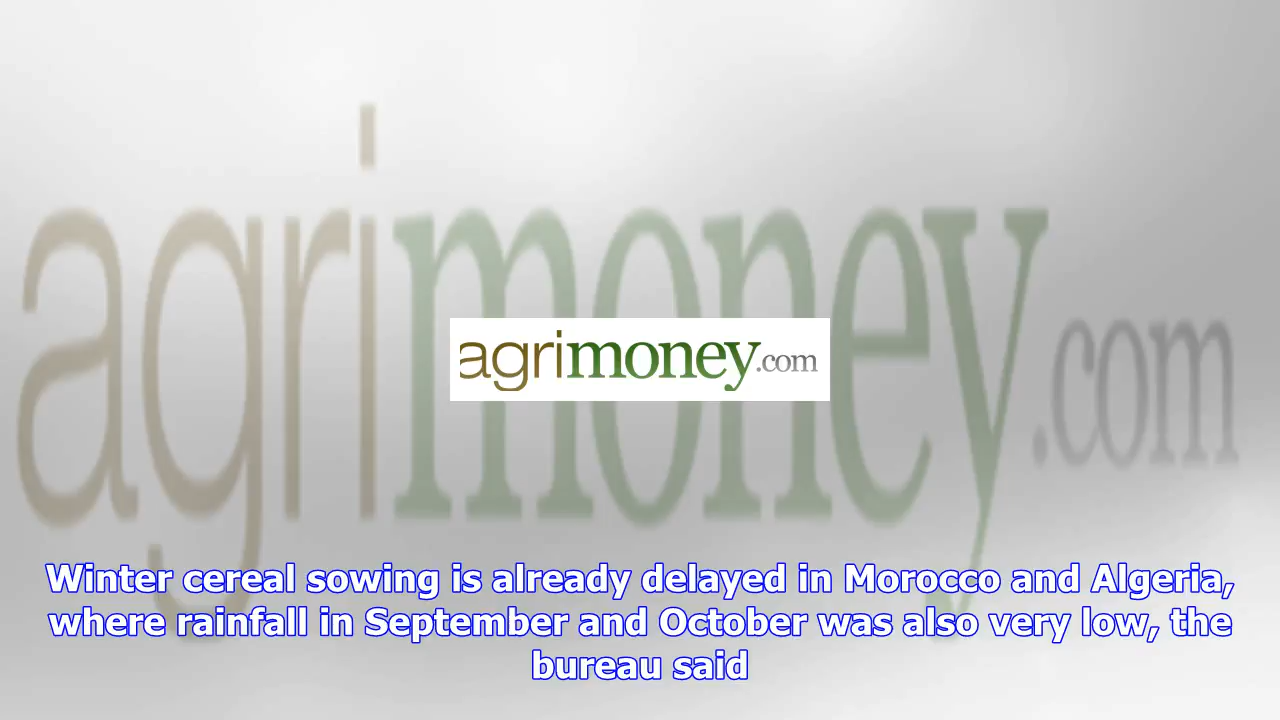 agrimoney.com
agrimoney.com
Winter cereal sowing is already delayed in Morocco and Algeria,
where rainfall in September and October was also very low, the
bureau said